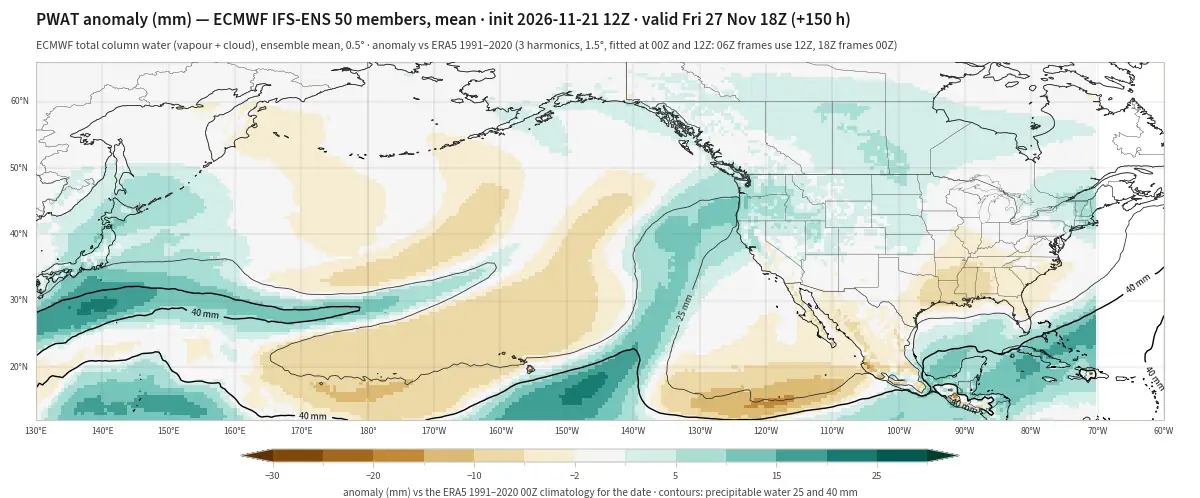 PWAT anomaly (mm) — ECMWF IFS-ENS 50 members, mean · init 2026-11-21 12Z · valid Fri 27 Nov 18Z (+150 h)
ECMWF total column water (vapour + cloud), ensemble mean, 0.5° · anomaly vs ERA5 1991–2020 (3 harmonics, 1.5°, fitted at 00Z and 12Z: 06Z frames use 12Z, 18Z frames 00Z)
60°N
50°N
40°N
30°N
20°N
40 mm
40 mm
25 mm
40 mm
40 mm
40 mm
130°E 140°E 150°E 160°E 170°E 180° 170°W 160°W 150°W 140°W 130°W 120°W 110°W 100°W 90°W 80°W 70°W 60°W
−30 −20 −10 −2 5 15 25
anomaly (mm) vs the ERA5 1991–2020 00Z climatology for the date · contours: precipitable water 25 and 40 mm